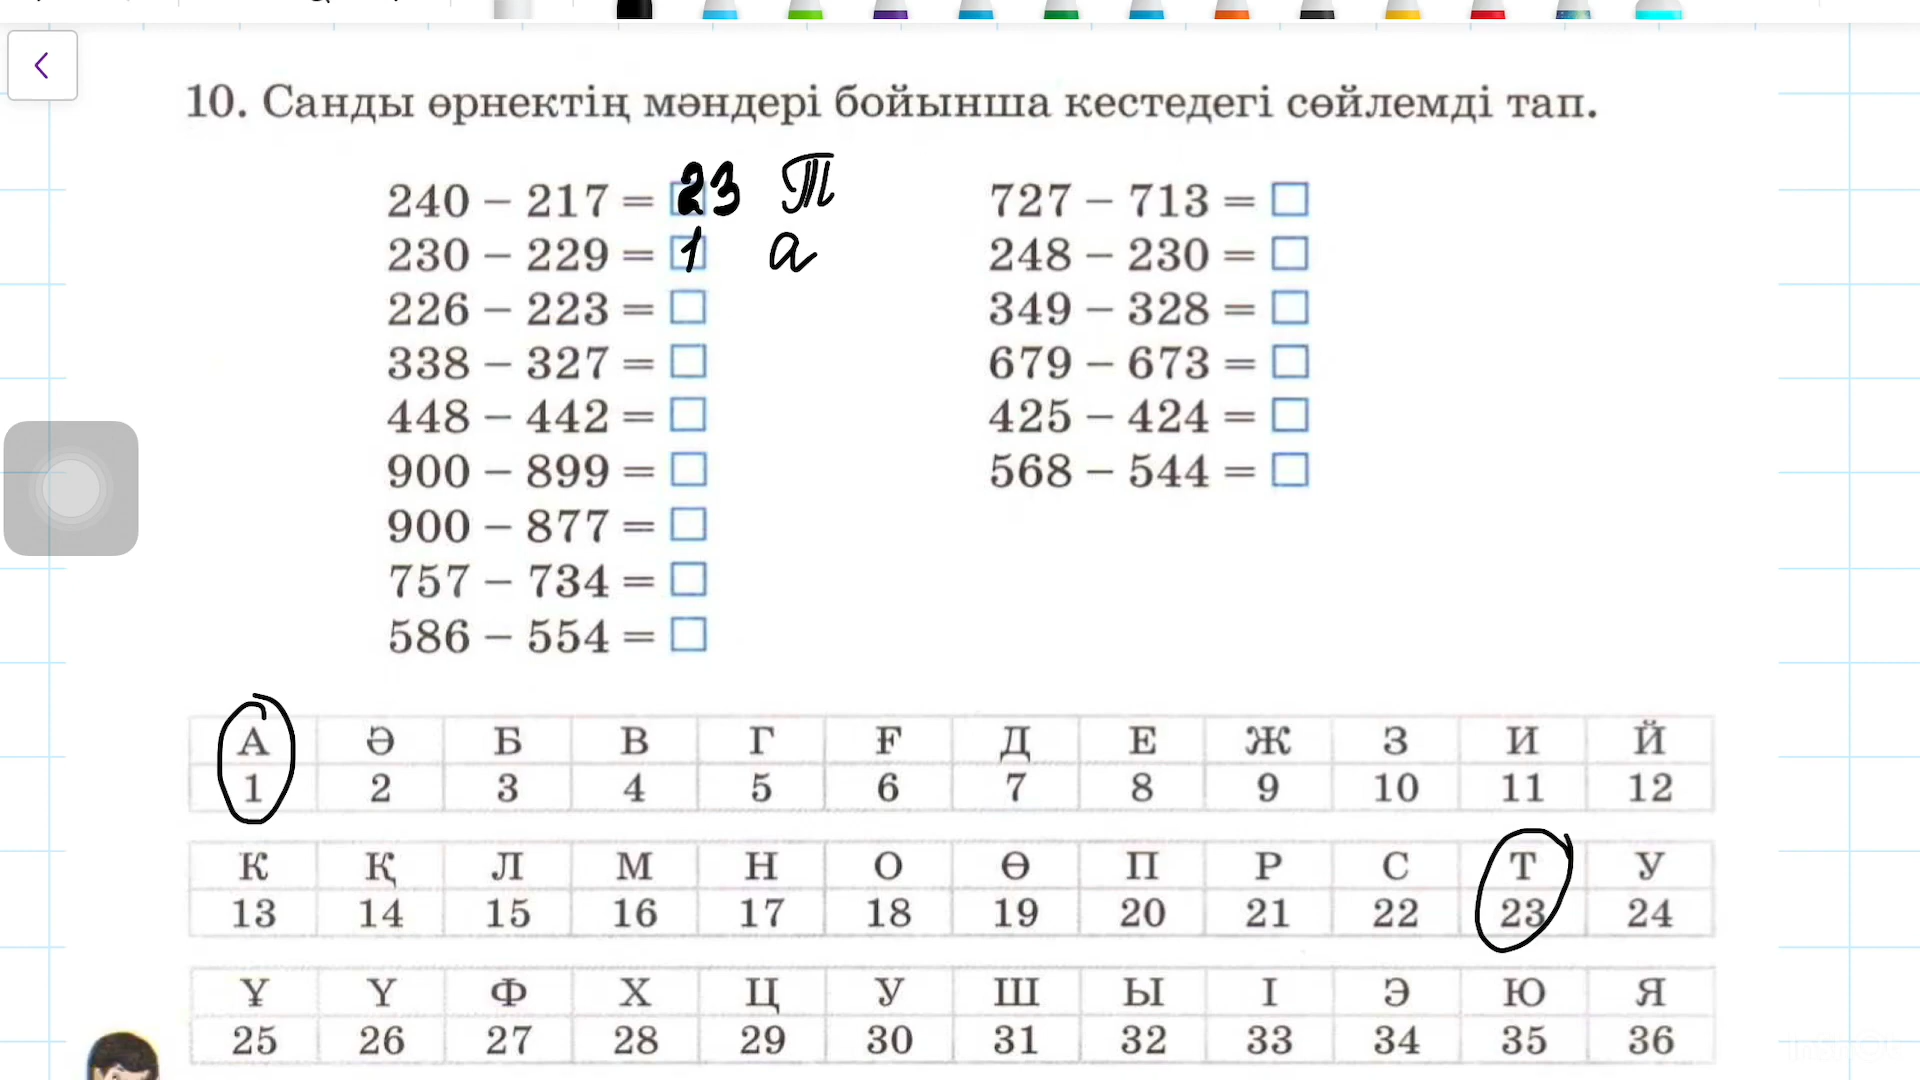 10. Санды өрнектің мәндері бойынша кестедегі сөйлемді тап.
240 – 217 = 23 Т
230 – 229 = 1 а
226 – 223 = □
338 – 327 = □
448 – 442 = □
900 – 899 = □
900 – 877 = □
757 – 734 = □
586 – 554 = □
727 – 713 = □
248 – 230 = □
349 – 328 = □
679 – 673 = □
425 – 424 = □
568 – 544 = □
А Ә Б В Г Ғ Д Е Ж З И Й
1 2 3 4 5 6 7 8 9 10 11 12
К Қ Л М Н О Ө П Р С Т У
13 14 15 16 17 18 19 20 21 22 23 24
Ұ Ү Ф Х Ц У Ш Ы І Э Ю Я
25 26 27 28 29 30 31 32 33 34 35 36